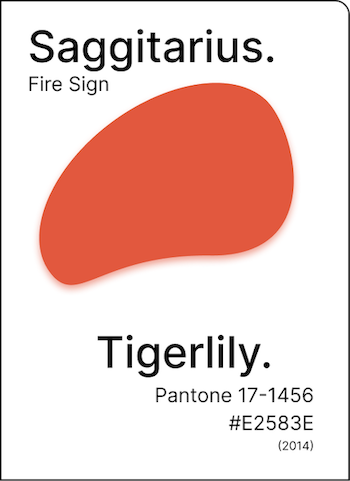 Saggitarius.
Fire Sign
Tigerlily.
Pantone 17-1456
#E2583E
(2014)